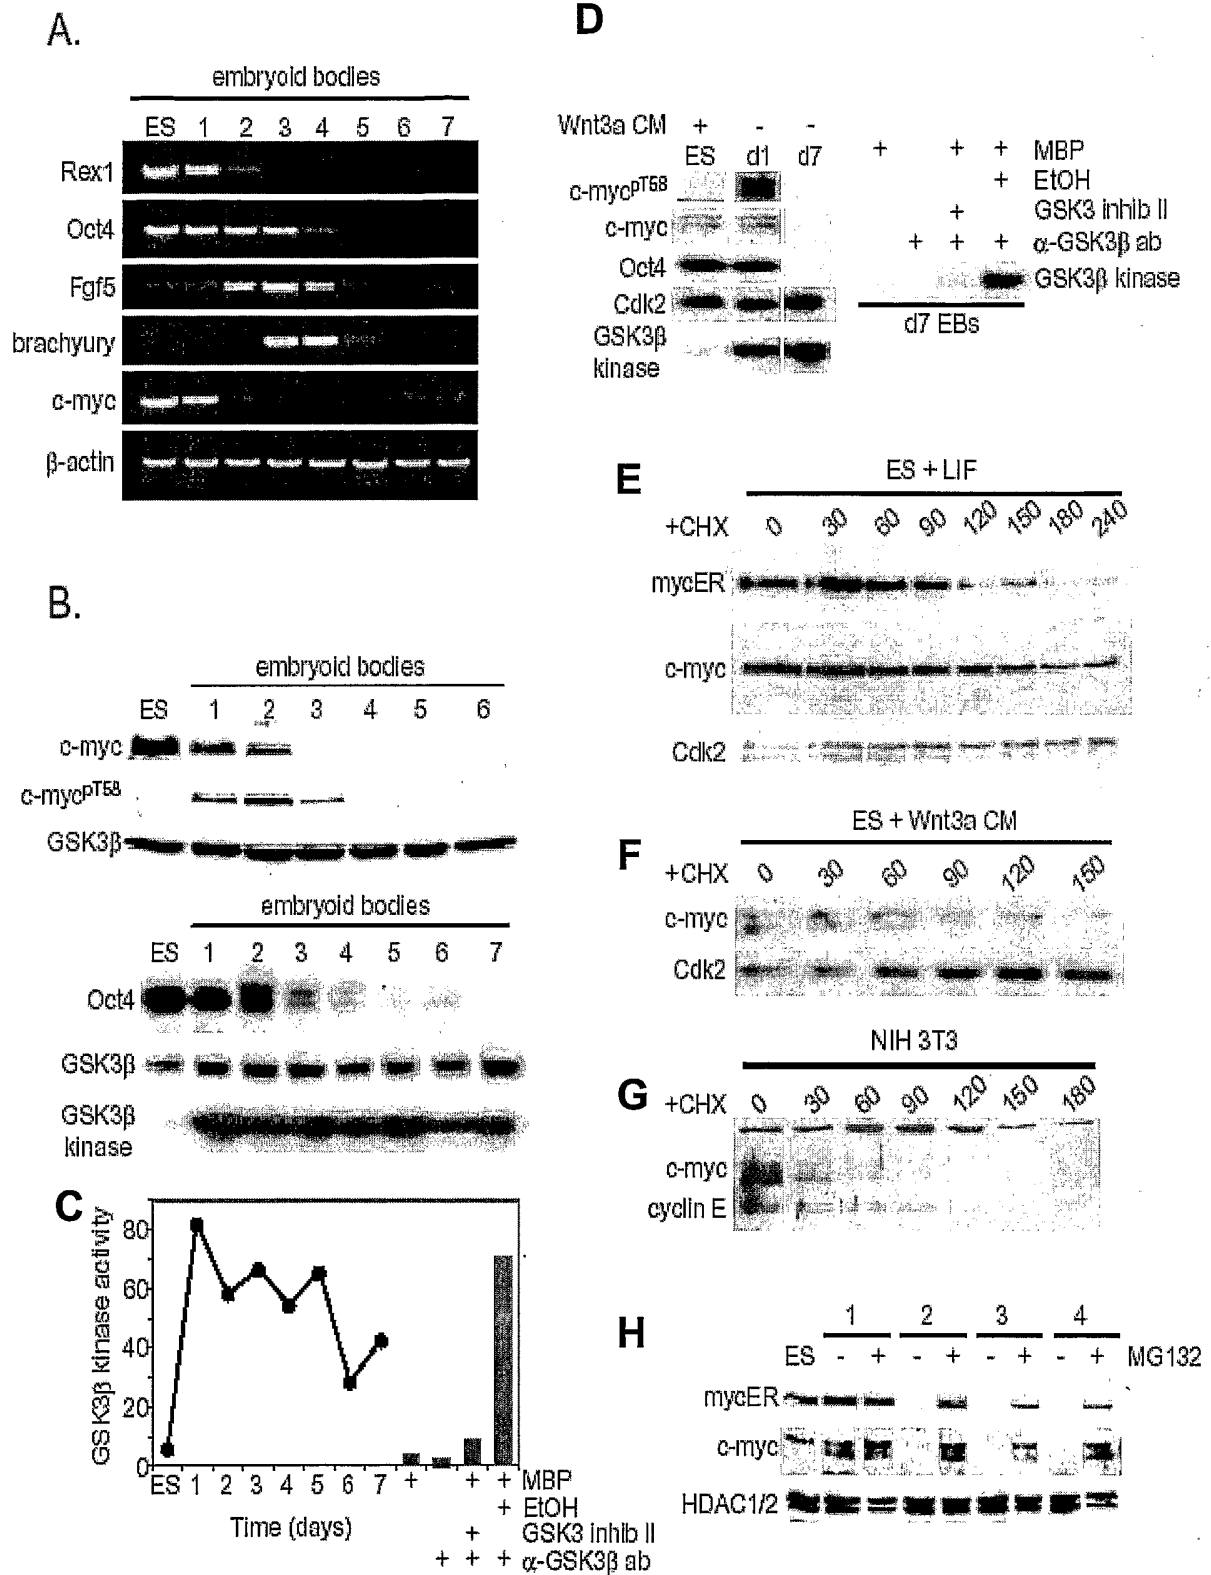 A.
embryoid bodies
ES 1 2 3 4 5 6 7
Rex1
Oct4
Fgf5
brachyury
c-myc
β-actin
B.
embryoid bodies
ES 1 2 3 4 5 6
c-myc
c-mycpT58
GSK3β
embryoid bodies
ES 1 2 3 4 5 6 7
Oct4
GSK3β
GSK3β
kinase
C
GSK3β kinase activity
80
60
40
20
0
ES 1 2 3 4 5 6 7
Time (days)
+ + + MBP
+ EtOH
+ GSK3 inhib II
+ + + α-GSK3β ab
D
Wnt3a CM + - -
ES d1 d7
c-mycpT58
c-myc
Oct4
Cdk2
GSK3β
kinase
+ + + MBP
+ EtOH
+ GSK3 inhib II
+ + + α-GSK3β ab
GSK3β kinase
d7 EBs
E
ES + LIF
+CHX 0 30 60 90 120 150 180 240
mycER
c-myc
Cdk2
F
ES + Wnt3a CM
+CHX 0 30 60 90 120 150
c-myc
Cdk2
G
NIH 3T3
+CHX 0 30 60 90 120 150 180
c-myc
cyclin E
H
1 2 3 4
ES - + - + - + - + MG132
mycER
c-myc
HDAC1/2